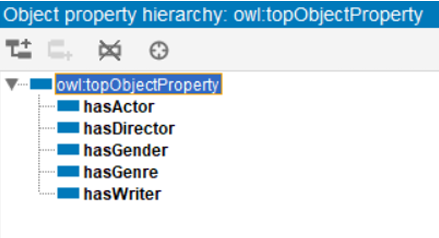 Object property hierarchy: owl:topObjectProperty
owl:topObjectProperty
hasActor
hasDirector
hasGender
hasGenre
hasWriter